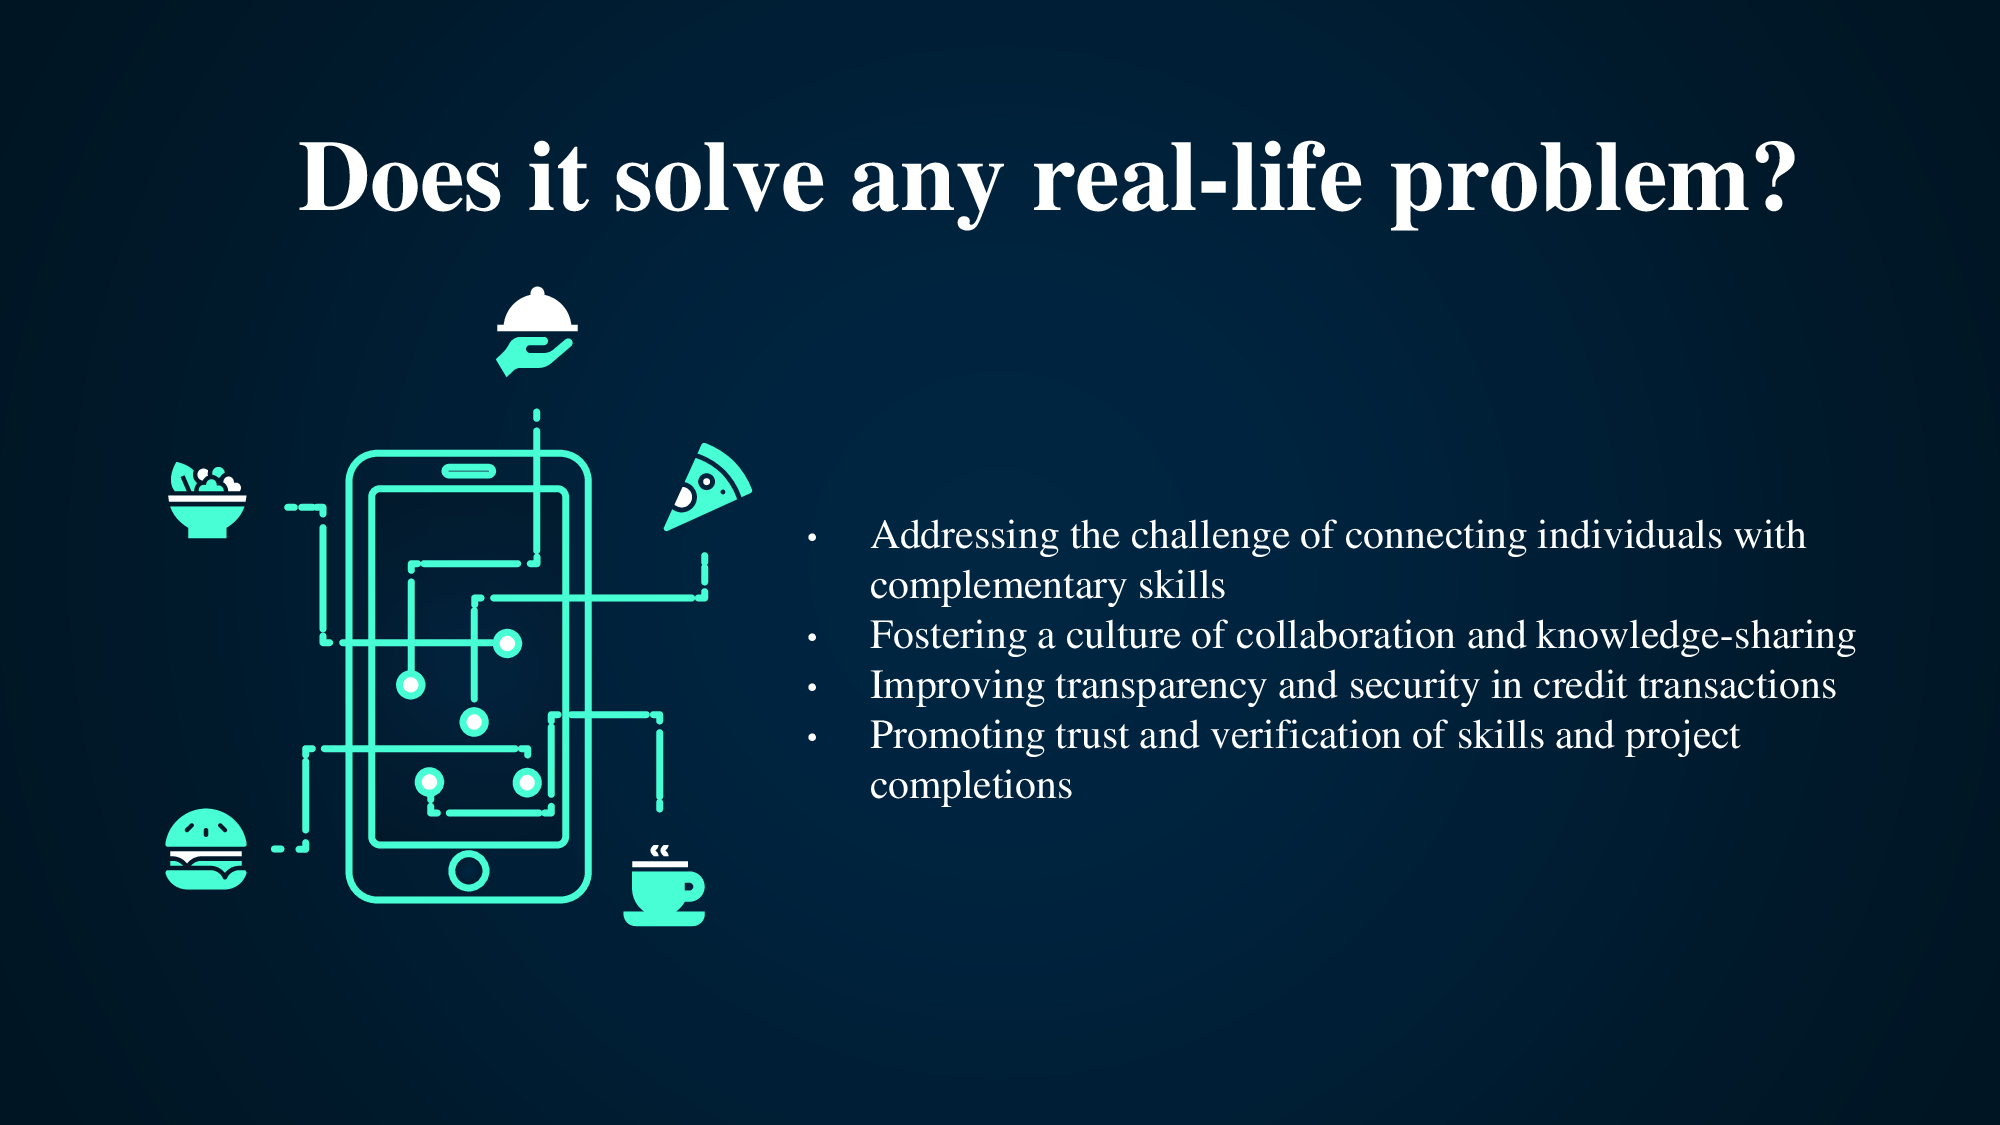 Does it solve any real-life problem?
• Addressing the challenge of connecting individuals with
complementary skills
• Fostering a culture of collaboration and knowledge-sharing
• Improving transparency and security in credit transactions
• Promoting trust and verification of skills and project
completions